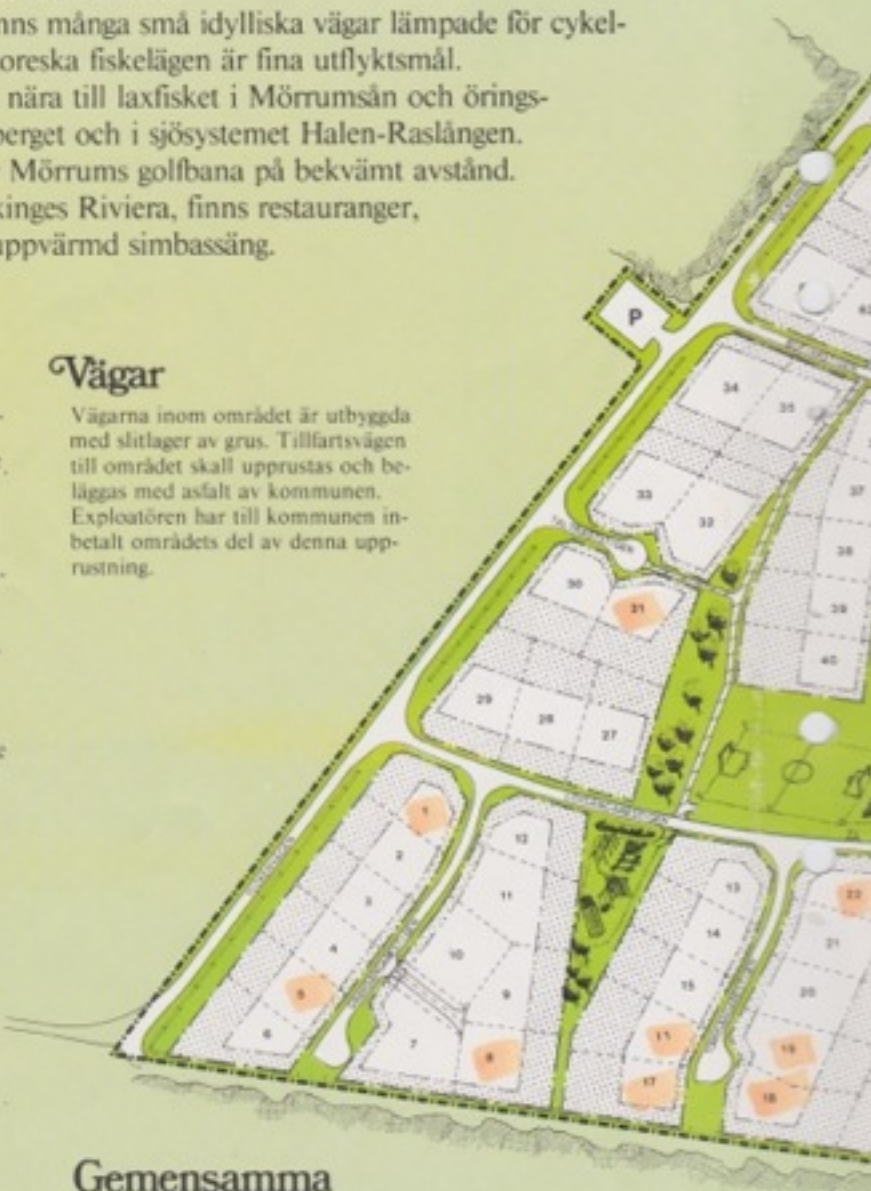 nns många små idylliska vägar lämpade för cykel-
oreska fiskelägen är fina utflyktsmål.
nära till laxfisket i Mörrumsån och örings-
berget och i sjösystemet Halen-Raslången.
Mörrums golfbana på bekvämt avstånd.
kinges Riviera, finns restauranger,
uppvärmd simbassäng.
P
Vägar
Vägarna inom området är utbyggda
med slitlager av grus. Tillfartsvägen
till området skall upprustas och be-
läggas med asfalt av kommunen.
Exploatören har till kommunen in-
betalt områdets del av denna upp-
rustning.
34
35
33
32
37
38
39
40
30
31
29
28
27
1
2
3
4
5
6
12
11
10
9
7
8
13
14
15
17
22
21
20
19
18
Gemensamma